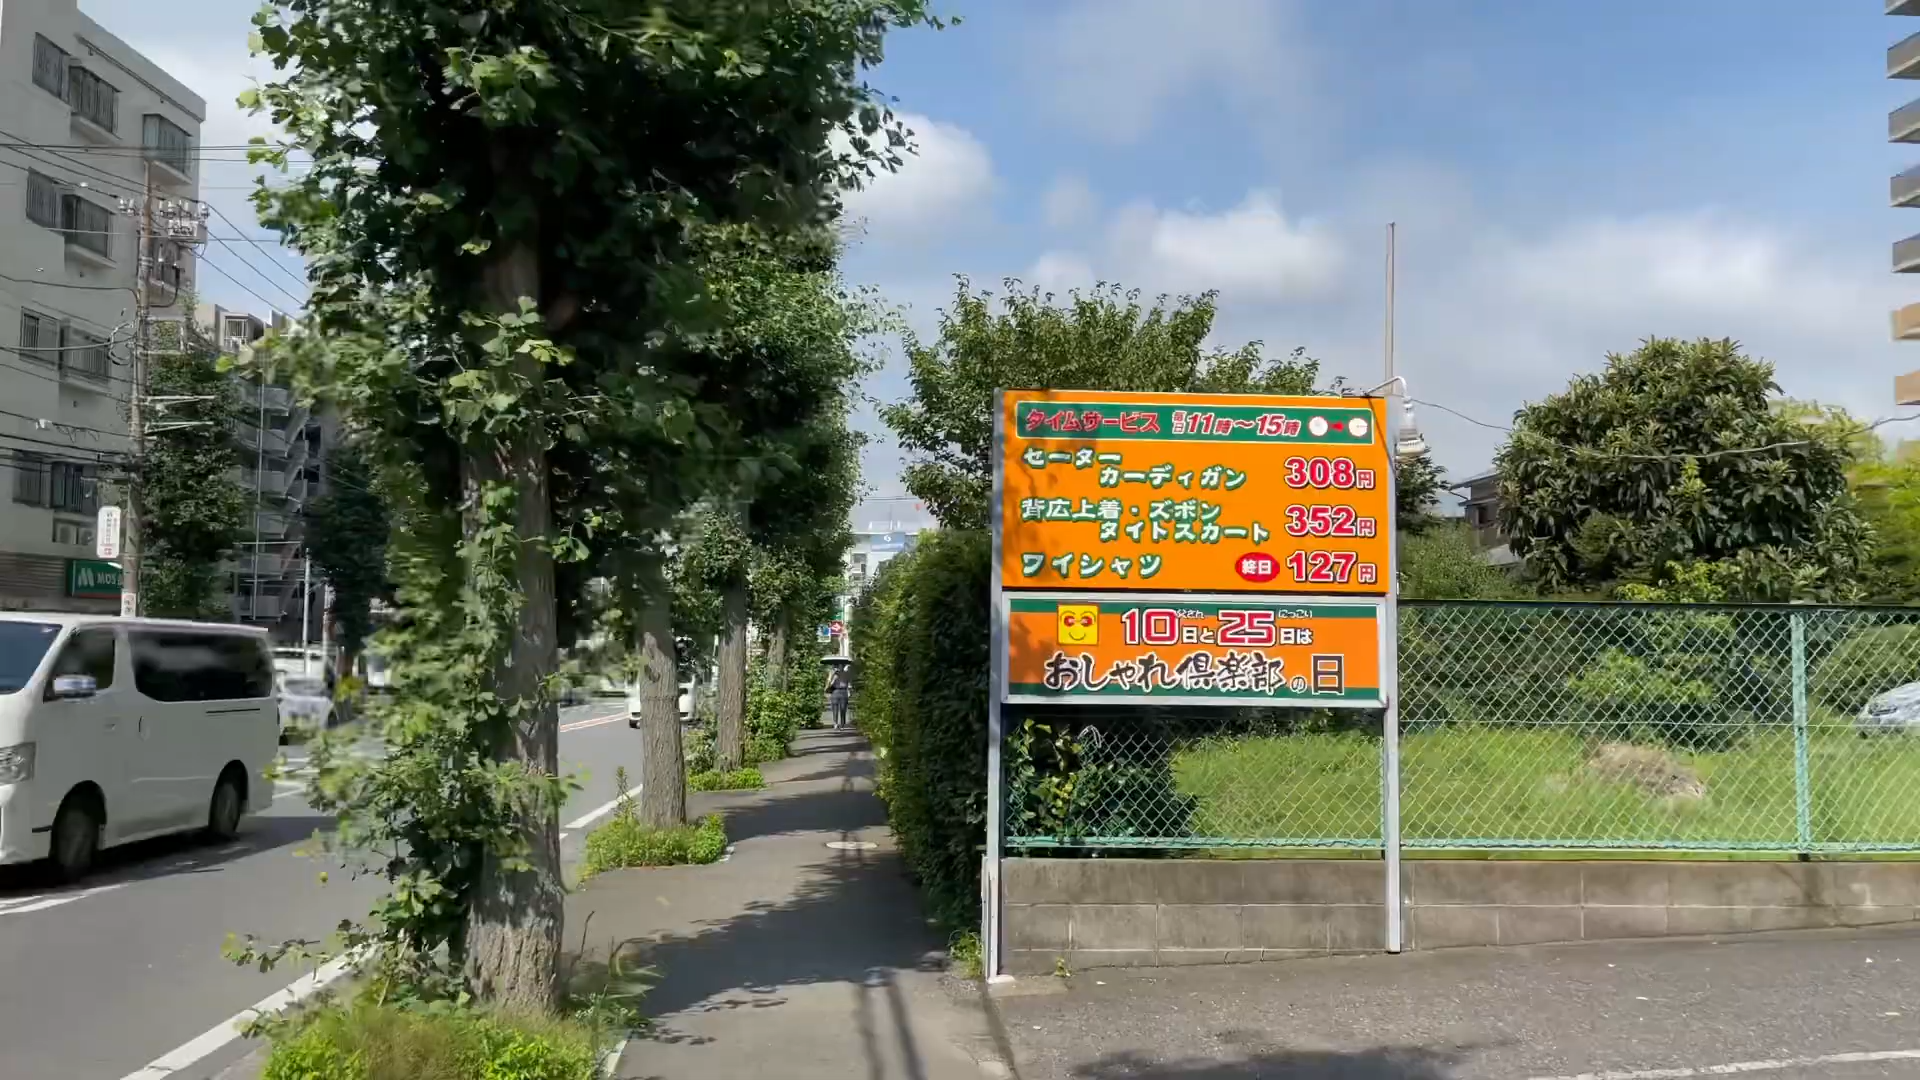 タイムサービス 毎日11時～15時
セーター
カーディガン 308円
背広上着・ズボン
タイトスカート 352円
ワイシャツ 終日 127円
10日と25日は
おしゃれ倶楽部の日
MOS